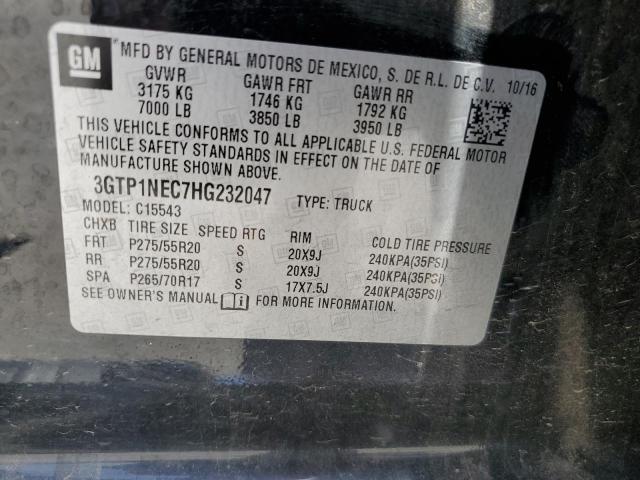 GM
MFD BY GENERAL MOTORS DE MEXICO, S. DE R.L. DE C.V. 10/16
GVWR GAWR FRT GAWR RR
3175 KG 1746 KG 1792 KG
7000 LB 3850 LB 3950 LB
THIS VEHICLE CONFORMS TO ALL APPLICABLE U.S. FEDERAL MOTOR
VEHICLE SAFETY STANDARDS IN EFFECT ON THE DATE OF
MANUFACTURE SHOWN ABOVE.
3GTP1NEC7HG232047 TYPE: TRUCK
MODEL: C15543
CHXB TIRE SIZE SPEED RTG RIM COLD TIRE PRESSURE
FRT P275/55R20 S 20X9J 240KPA(35PSI)
RR P275/55R20 S 20X9J 240KPA(35PSI)
SPA P265/70R17 S 17X7.5J 240KPA(35PSI)
SEE OWNER'S MANUAL i FOR MORE INFORMATION.